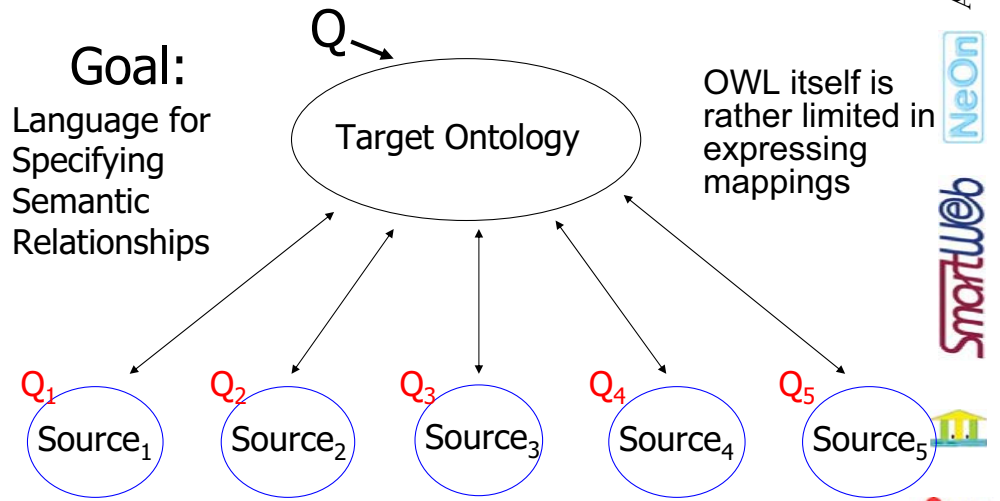 Q
Goal:
Language for
Specifying
Semantic
Relationships
Target Ontology
OWL itself is
rather limited in
expressing
mappings
NeOn
SmartWeb
Q₁
Q₂
Q₃
Q₄
Q₅
Source₁
Source₂
Source₃
Source₄
Source₅